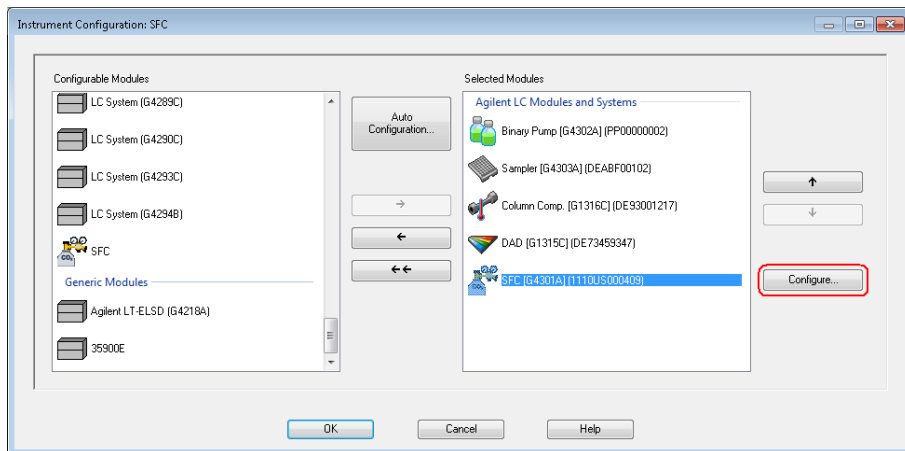 Instrument Configuration: SFC
Configurable Modules
LC System (G4289C)
LC System (G4290C)
LC System (G4293C)
LC System (G4294B)
SFC
Generic Modules
Agilent LT-ELSD (G4218A)
35900E
Auto
Configuration...
Selected Modules
Agilent LC Modules and Systems
Binary Pump [G4302A] (PP00000002)
Sampler [G4303A] (DEABF00102)
Column Comp. [G1316C] (DE93001217)
DAD [G1315C] (DE73459347)
SFC [G4301A] (1110US000409)
Configure...
OK
Cancel
Help